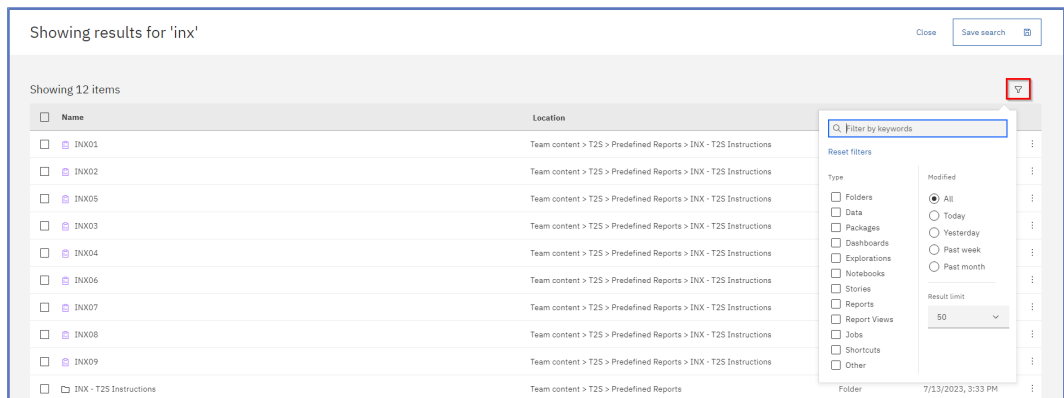 Showing results for 'inx'
Close
Save search
Showing 12 items
Name
Location
INX01
Team content > T2S > Predefined Reports > INX - T2S Instructions
INX02
Team content > T2S > Predefined Reports > INX - T2S Instructions
INX05
Team content > T2S > Predefined Reports > INX - T2S Instructions
INX03
Team content > T2S > Predefined Reports > INX - T2S Instructions
INX04
Team content > T2S > Predefined Reports > INX - T2S Instructions
INX06
Team content > T2S > Predefined Reports > INX - T2S Instructions
INX07
Team content > T2S > Predefined Reports > INX - T2S Instructions
INX08
Team content > T2S > Predefined Reports > INX - T2S Instructions
INX09
Team content > T2S > Predefined Reports > INX - T2S Instructions
INX - T2S Instructions
Team content > T2S > Predefined Reports
Folder
7/13/2023, 3:33 PM
Filter by keywords
Reset filters
Type
Folders
Data
Packages
Dashboards
Explorations
Notebooks
Stories
Reports
Report Views
Jobs
Shortcuts
Other
Modified
All
Today
Yesterday
Past week
Past month
Result limit
50